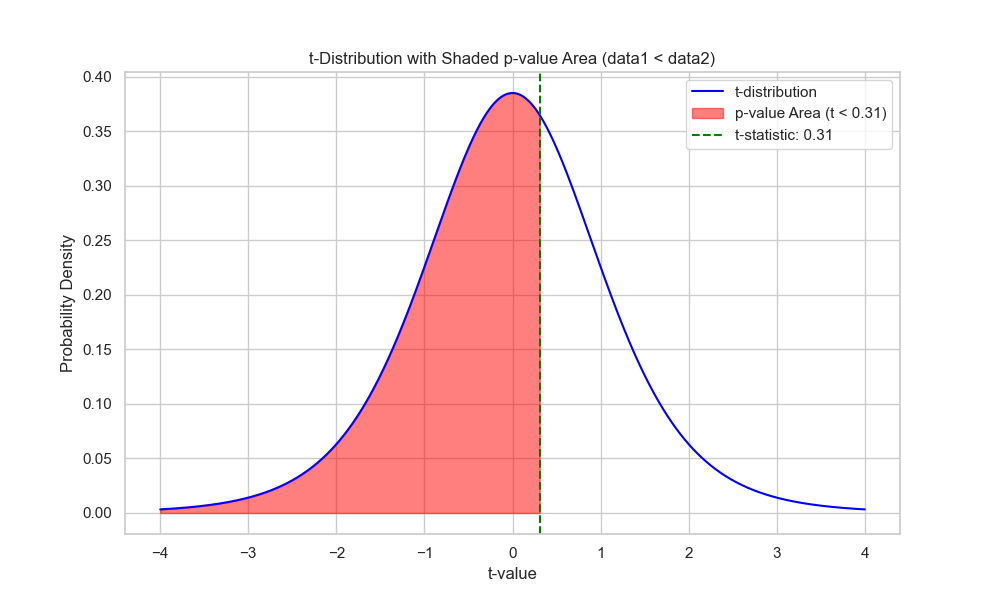 t-Distribution with Shaded p-value Area (data1 < data2)
t-distribution
p-value Area (t < 0.31)
t-statistic: 0.31
Probability Density
0.40
0.35
0.30
0.25
0.20
0.15
0.10
0.05
0.00
−4 −3 −2 −1 0 1 2 3 4
t-value